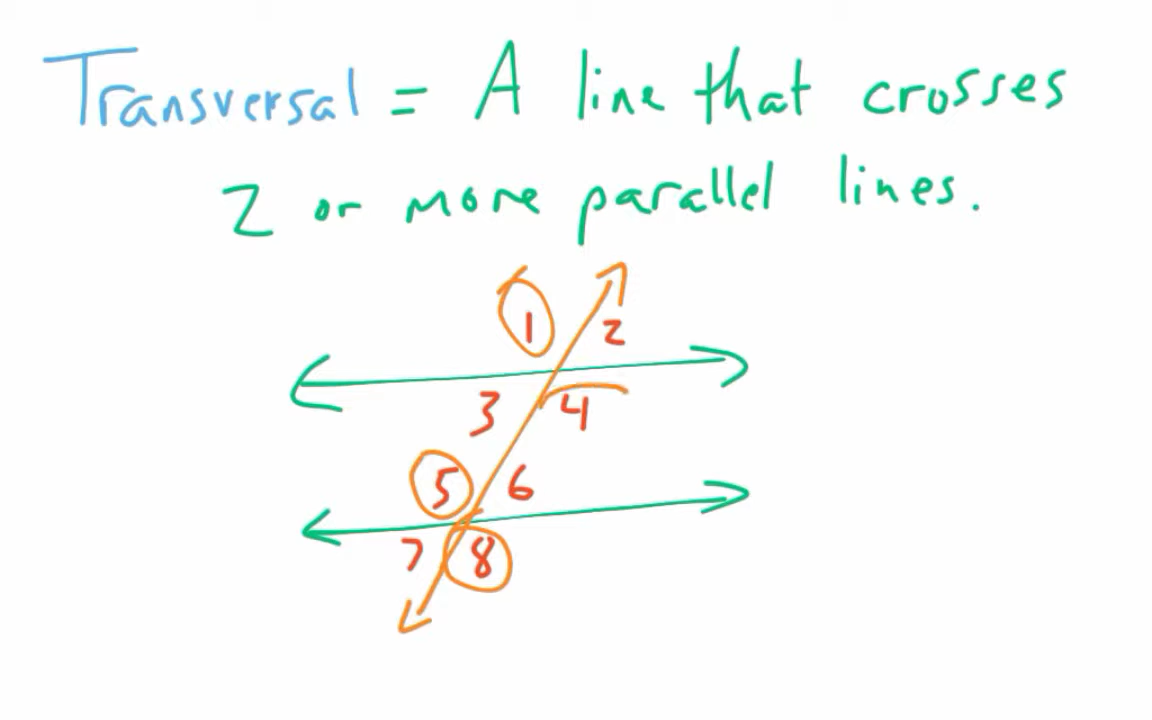 Transversal = A line that crosses
2 or more parallel lines.
1 2
3 4
5 6
7 8